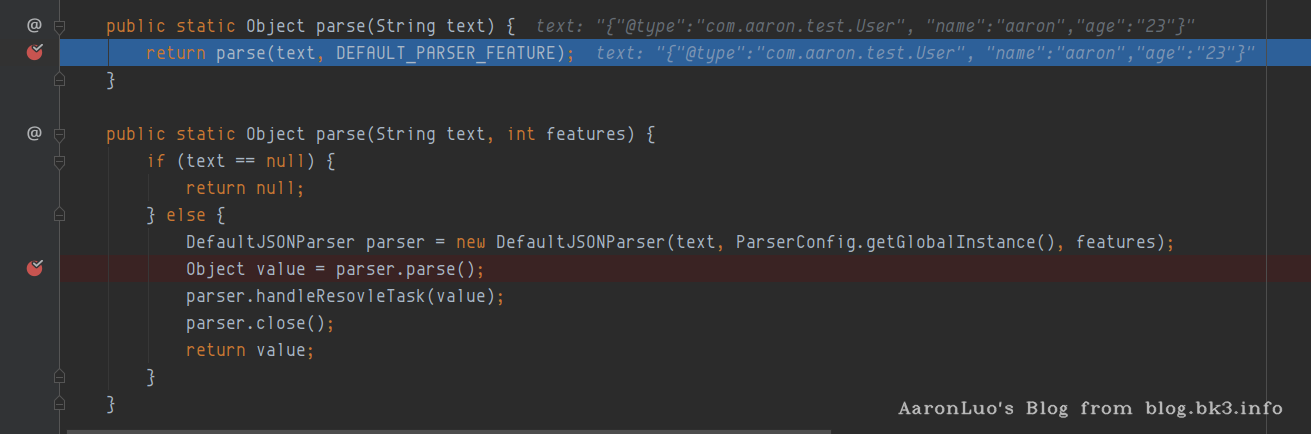 @ public static Object parse(String text) {  text: "{"@type":"com.aaron.test.User", "name":"aaron","age":"23"}"
return parse(text, DEFAULT_PARSER_FEATURE);  text: "{"@type":"com.aaron.test.User", "name":"aaron","age":"23"}"
}
@ public static Object parse(String text, int features) {
if (text == null) {
return null;
} else {
DefaultJSONParser parser = new DefaultJSONParser(text, ParserConfig.getGlobalInstance(), features);
Object value = parser.parse();
parser.handleResovleTask(value);
parser.close();
return value;
}
}
AaronLuo's Blog from blog.bk3.info